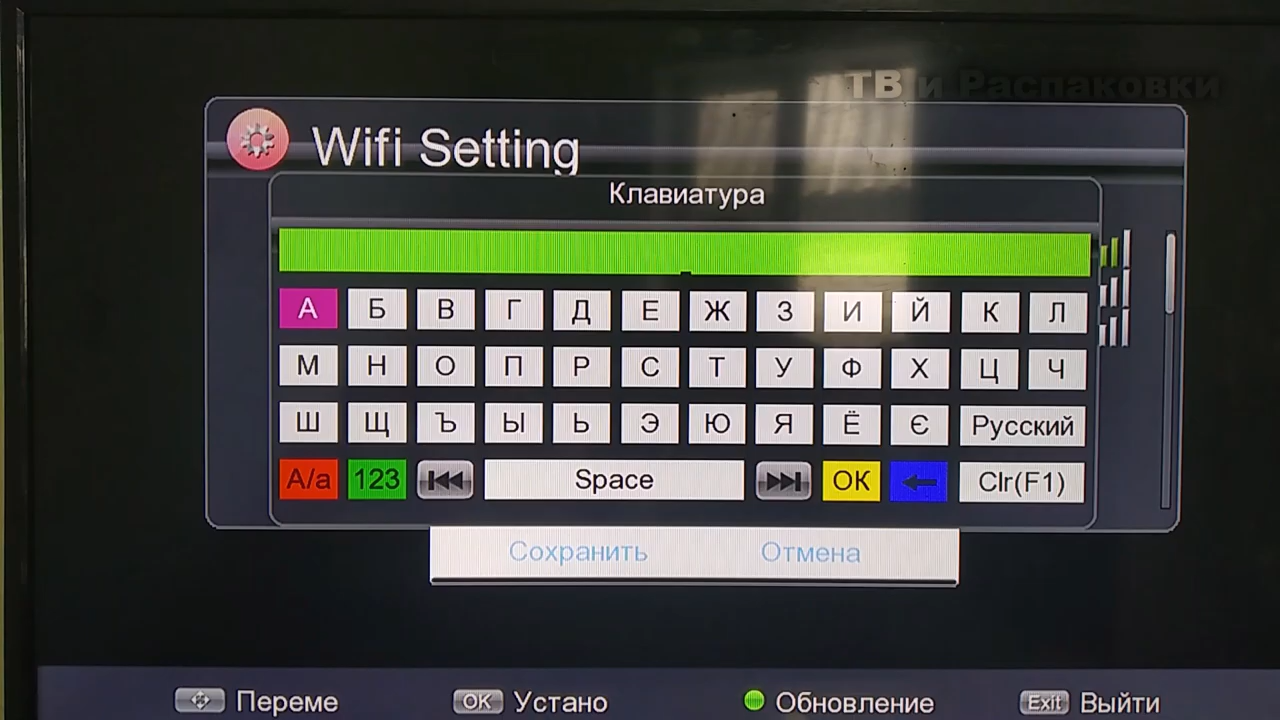 ТВ и Распаковки
Wifi Setting
Клавиатура
А Б В Г Д Е Ж З И Й К Л
М Н О П Р С Т У Ф Х Ц Ч
Ш Щ Ъ Ы Ь Э Ю Я Ё Є Русский
A/a 123 Space OK Clr(F1)
Сохранить Отмена
Переме OK Устано Обновление Exit Выйти